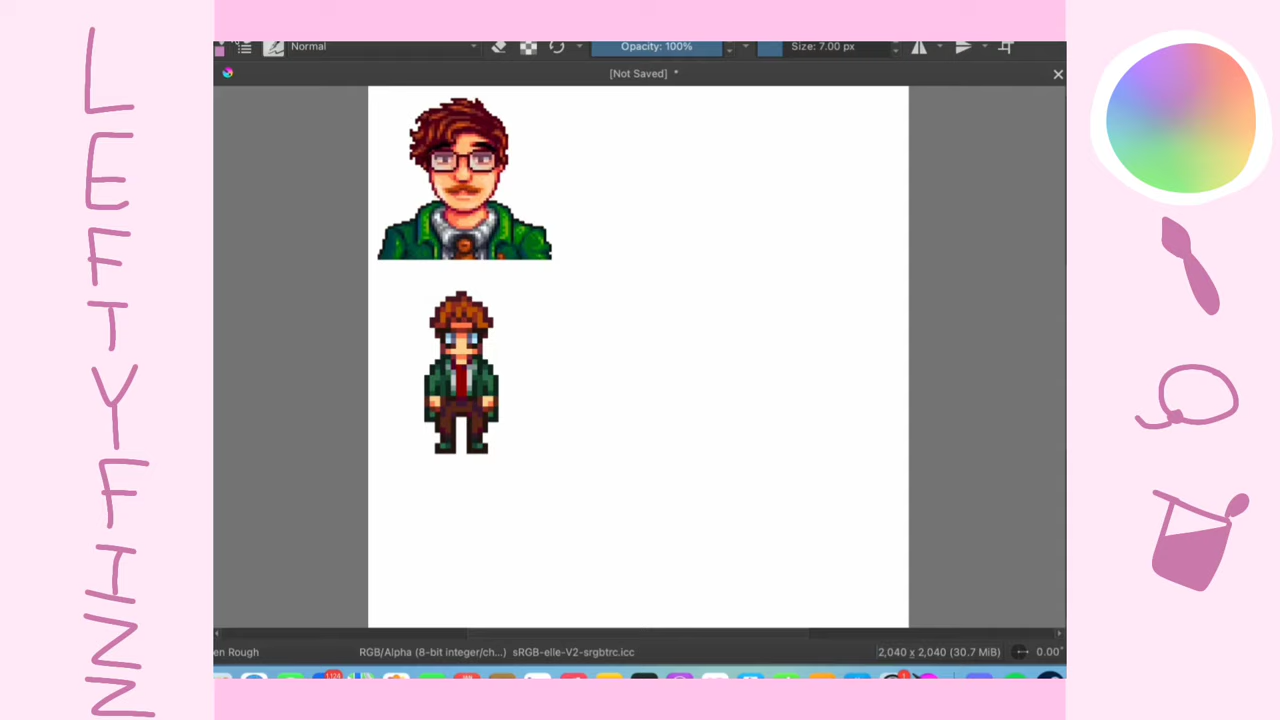 LEFTYFINN
Normal
Opacity: 100%
Size: 7.00 px
[Not Saved] *
en Rough
RGB/Alpha (8-bit integer/ch...) sRGB-elle-V2-srgbtrc.icc
2,040 x 2,040 (30.7 MiB)
0.00°